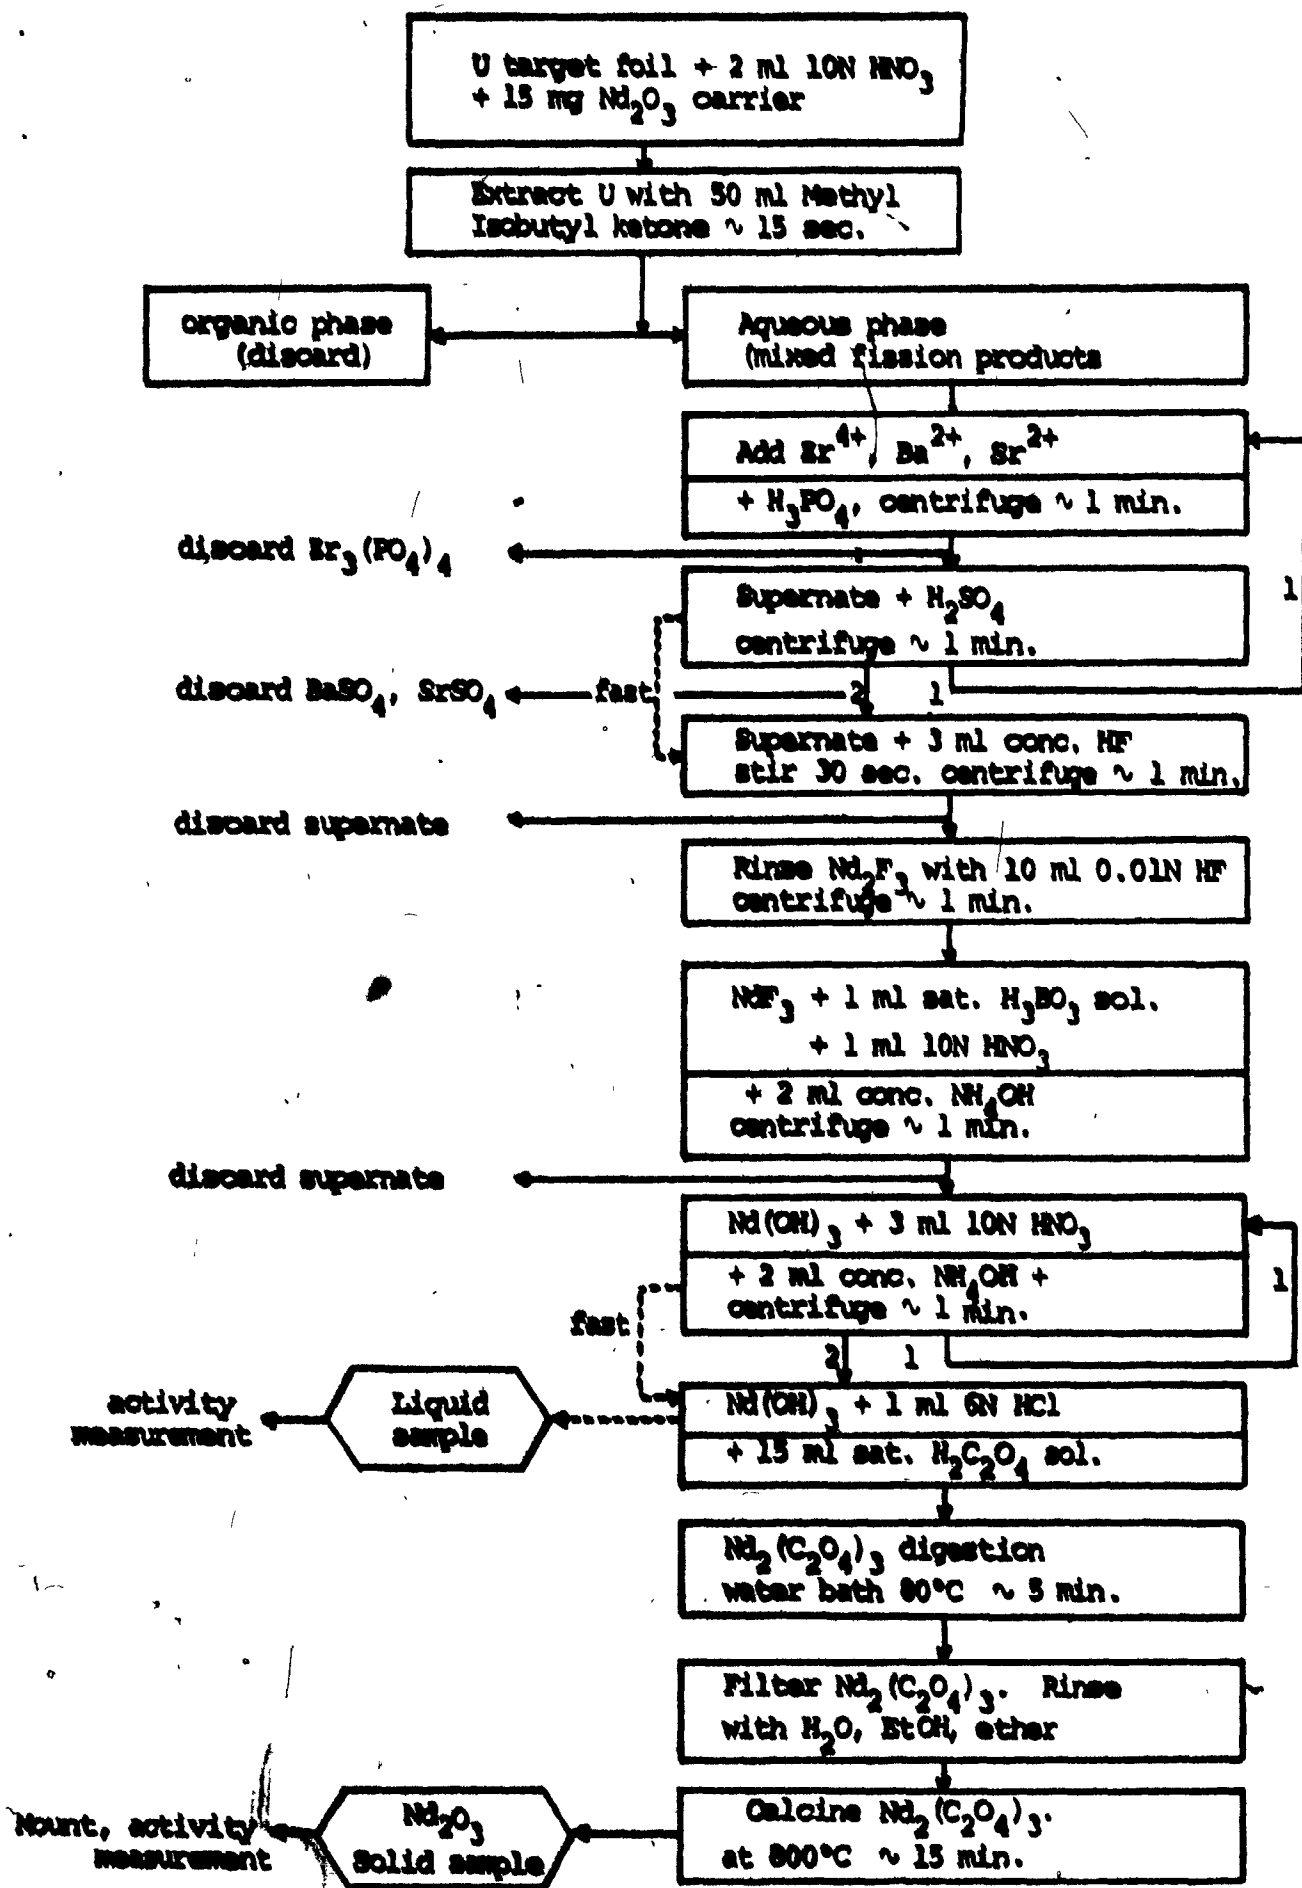 U target foil + 2 ml 10N HNO₃
+ 15 mg Nd₂O₃ carrier
Extract U with 50 ml Methyl
Isobutyl ketone ~ 15 sec.
organic phase
(discard)
Aqueous phase
(mixed fission products
Add Zr⁴⁺, Ba²⁺, Sr²⁺
+ H₃PO₄, centrifuge ~ 1 min.
discard Zr₃(PO₄)₄
1
Supernate + H₂SO₄
centrifuge ~ 1 min.
discard BaSO₄, SrSO₄
fast
2 1
Supernate + 3 ml conc. HF
stir 30 sec. centrifuge ~ 1 min.
discard supernate
Rinse Nd₂F₃ with 10 ml 0.01N HF
centrifuge ~ 1 min.
NdF₃ + 1 ml sat. H₃BO₃ sol.
+ 1 ml 10N HNO₃
+ 2 ml conc. NH₄OH
centrifuge ~ 1 min.
discard supernate
Nd(OH)₃ + 3 ml 10N HNO₃
+ 2 ml conc. NH₄OH +
centrifuge ~ 1 min.
1
fast
2 1
activity
measurement
Liquid
sample
Nd(OH)₃ + 1 ml 6N HCl
+ 15 ml sat. H₂C₂O₄ sol.
Nd₂(C₂O₄)₃ digestion
water bath 80°C ~ 5 min.
Filter Nd₂(C₂O₄)₃. Rinse
with H₂O, EtOH, ether
Mount, activity
measurement
Nd₂O₃
Solid sample
Calcine Nd₂(C₂O₄)₃.
at 800°C ~ 15 min.